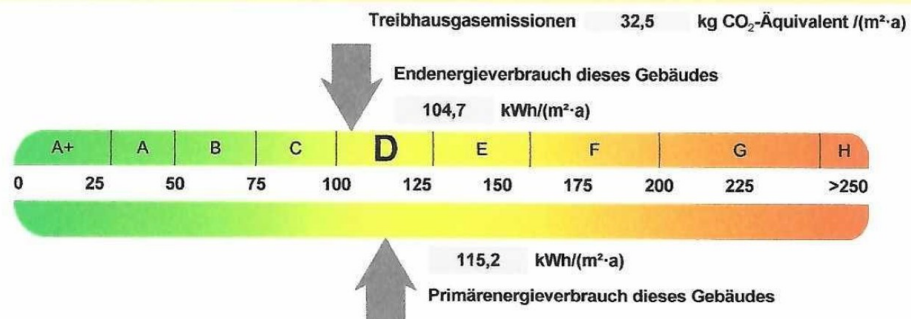 Treibhausgasemissionen 32,5 kg CO₂-Äquivalent /(m²·a)
Endenergieverbrauch dieses Gebäudes
104,7 kWh/(m²·a)
A+ A B C D E F G H
0 25 50 75 100 125 150 175 200 225 >250
115,2 kWh/(m²·a)
Primärenergieverbrauch dieses Gebäudes